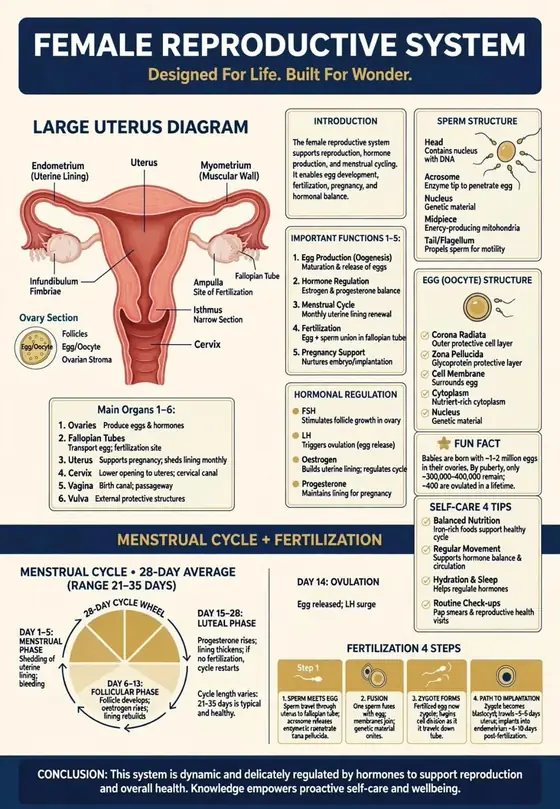 FEMALE REPRODUCTIVE SYSTEM
Designed For Life. Built For Wonder.
LARGE UTERUS DIAGRAM
Endometrium
(Uterine Lining)
Uterus
Myometrium
(Muscular Wall)
Infundibulum
Fimbriae
Ampulla
Site of Fertilization
Fallopian Tube
Isthmus
Narrow Section
Cervix
Ovary Section
Egg/Oocyte
Follicles
Egg/Oocyte
Ovarian Stroma
Main Organs 1–6:
1. Ovaries Produce eggs & hormones
2. Fallopian Tubes
Transport egg; fertilization site
3. Uterus Supports pregnancy; sheds lining monthly
4. Cervix Lower opening to uteres; cervical canal
5. Vagina Birth canal; passageway
6. Vulva External protective structures
INTRODUCTION
The female reproductive system
supports reproduction, hormone
production, and menstrual cycling.
It enables egg development,
fertilization, pregnancy, and
hormonal balance.
IMPORTANT FUNCTIONS 1–5:
1. Egg Production (Oogenesis)
Maturation & release of eggs
2. Hormone Regulation
Estrogen & progesterone balance
3. Menstrual Cycle
Monthly uterine lining renewal
4. Fertilization
Egg + sperm union in fallopian tube
5. Pregnancy Support
Nurtures embryo/implantation
HORMONAL REGULATION
FSH
Stimulates follicle growth in ovary
LH
Triggers ovulation (egg release)
Oestrogen
Builds uterine lining; regulates cycle
Progesterone
Maintains lining for pregnancy
SPERM STRUCTURE
Head
Contains nucleus
with DNA
Acrosome
Enzyme tip to penetrate egg
Nucleus
Genetic material
Midpiece
Energy-producing mitohondria
Tail/Flagellum
Propels sperm for motility
EGG (OOCYTE) STRUCTURE
Corona Radiata
Outer protective cell layer
Zona Pellucida
Glycoprotein protective layer
Cell Membrane
Surrounds egg
Cytoplasm
Nutriert-rich cytoplasm
Nucleus
Genetic material
FUN FACT
Babies are born with ~1–2 million eggs
in their ovories. By puberty, only
~300,000–400,000 remain;
~400 are ovulated in a lifetime.
SELF-CARE 4 TIPS
Balanced Nutrition
Iron-rich foods support healthy
cycle
Regular Movement
Supports hormone balance &
circulation
Hydration & Sleep
Helps regulate hormones
Routine Check-ups
Pap smears & reproductive health
visits
MENSTRUAL CYCLE + FERTILIZATION
MENSTRUAL CYCLE • 28-DAY AVERAGE
(RANGE 21–35 DAYS)
28-DAY CYCLE WHEEL
DAY 1–5:
MENSTRUAL
PHASE
Shedding of
uterine
lining;
bleeding
DAY 6–13:
FOLLICULAR PHASE
Follicle develops;
oectrogen rises;
lining rebuilds
DAY 15–28:
LUTEAL PHASE
Progesterone rises;
lining thickens; if
no fertilization,
cycle restarts
Cycle length varies:
21–35 days is typical
and healthy.
DAY 14: OVULATION
Egg released; LH surge
FERTILIZATION 4 STEPS
Step 1
1. SPERM MEETS EGG
Sperm travel through
uterus to fallopian tube;
acrosome releases
tana pellucida.
2. FUSION
One sperm
fuses with egg;
membranes join;
genetic material
unites.
3. ZYGOTE FORMS
Fertilized egg now
zygote; begins
cell division as it
travels down
tube.
4. PATH TO IMPLANTATION
Zygote becomes
blastocyst; travels ~5–6 days
uterus; implants into
endometrium ~6–10 days
post-fertilization.
CONCLUSION: This system is dynamic and delicately regulated by hormones to support reproduction
and overall health. Knowledge empowers proactive self-care and wellbeing.